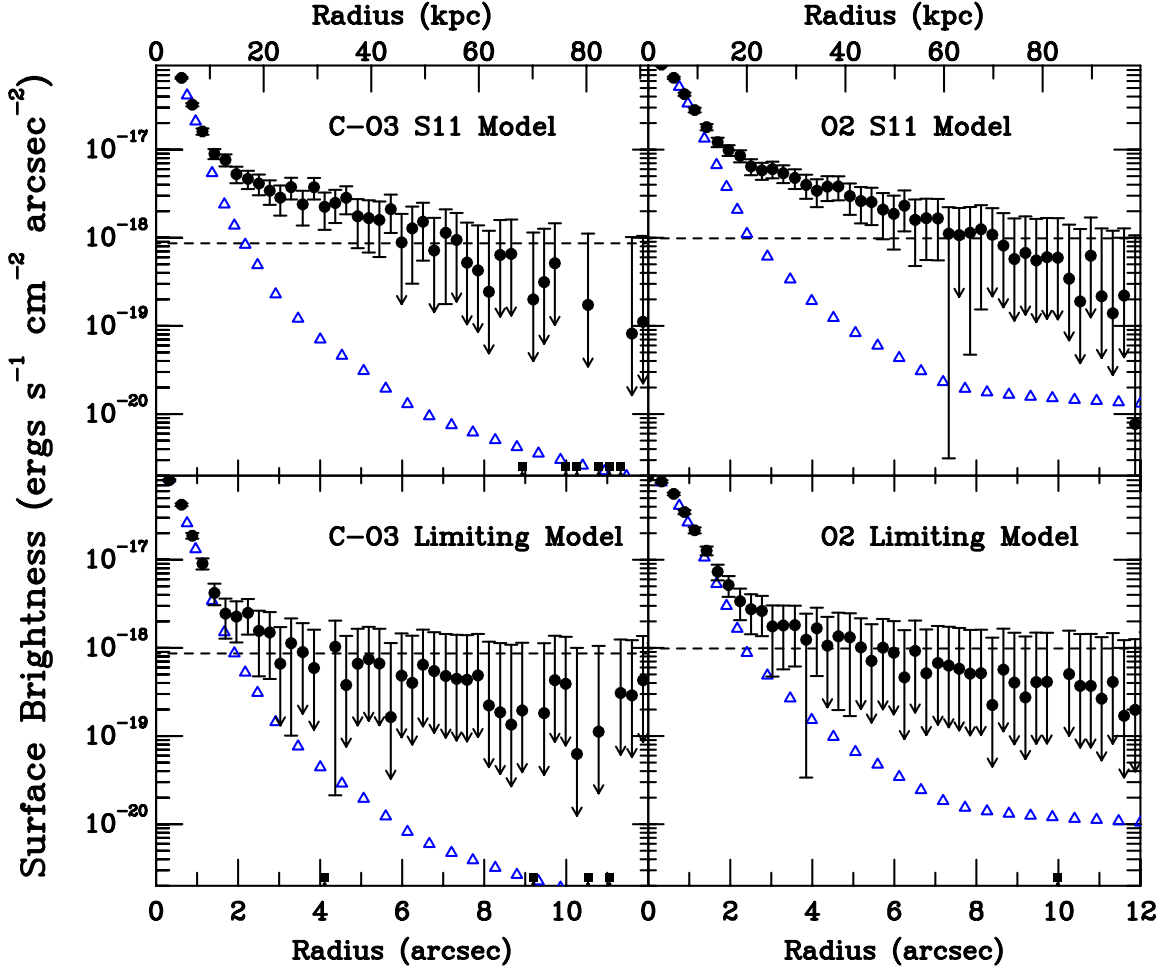 Radius (kpc) Radius (kpc)
0 20 40 60 80 0 20 40 60 80
C-O3 S11 Model O2 S11 Model
10−17
10−18
10−19
10−20
C-O3 Limiting Model O2 Limiting Model
10−17
10−18
10−19
10−20
0 2 4 6 8 10 0 2 4 6 8 10 12
Radius (arcsec) Radius (arcsec)
Surface Brightness (ergs s−1 cm−2 arcsec−2)